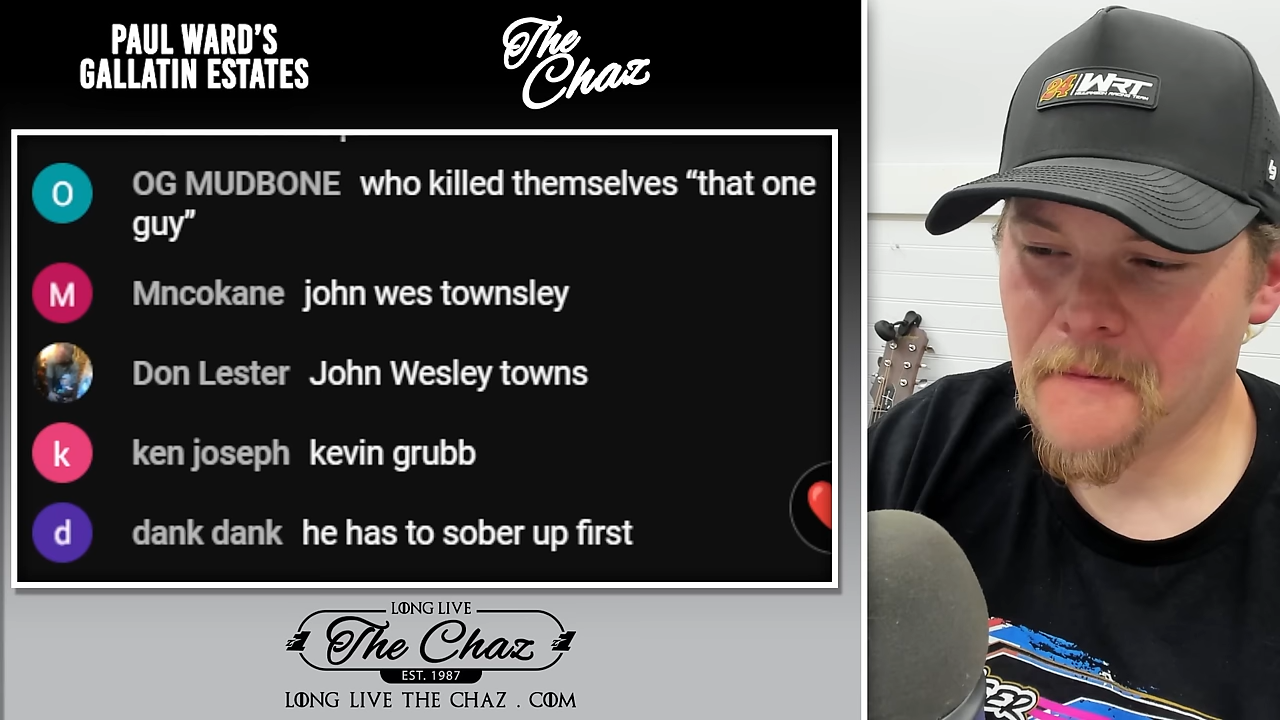 PAUL WARD'S
GALLATIN ESTATES
The
Chaz
OG MUDBONE who killed themselves “that one
guy”
Mncokane john wes townsley
Don Lester John Wesley towns
ken joseph kevin grubb
dank dank he has to sober up first
O
M
k
d
LONG LIVE
The Chaz
EST. 1987
LONG LIVE THE CHAZ . COM
24 WRT